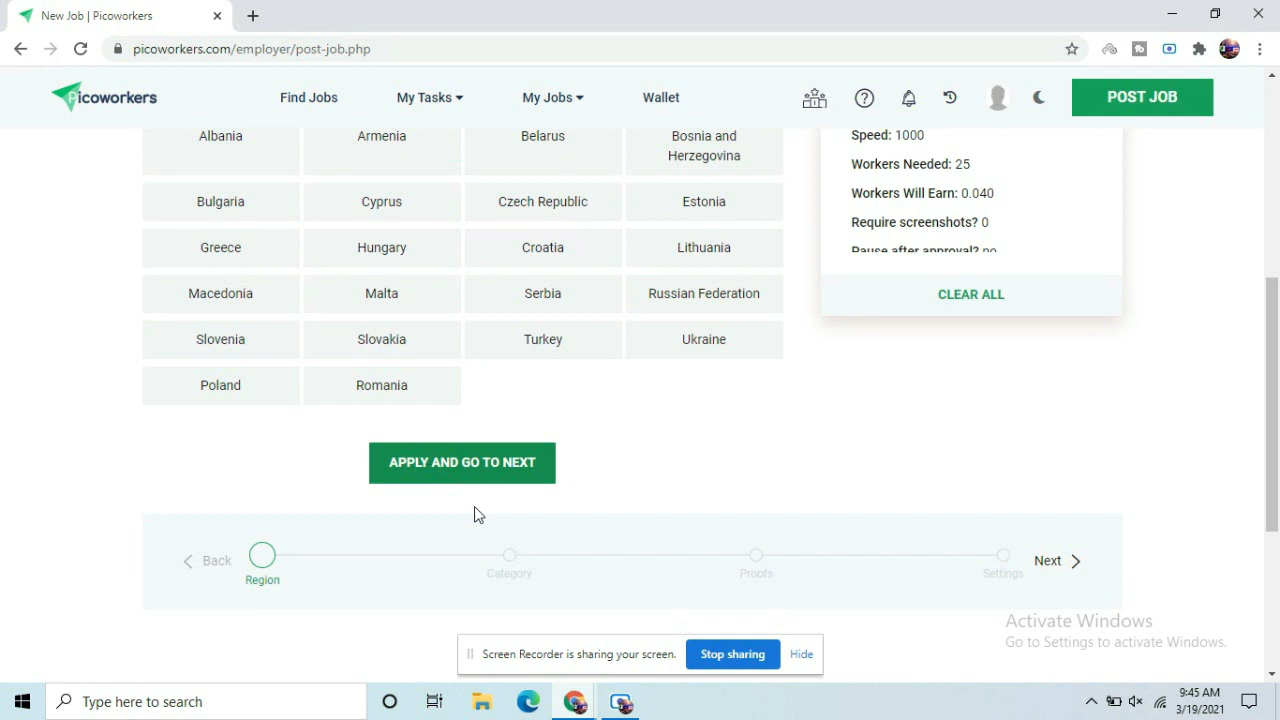 New Job | Picoworkers
picoworkers.com/employer/post-job.php
Picoworkers
Find Jobs
My Tasks
My Jobs
Wallet
POST JOB
Albania
Armenia
Belarus
Bosnia and
Herzegovina
Bulgaria
Cyprus
Czech Republic
Estonia
Greece
Hungary
Croatia
Lithuania
Macedonia
Malta
Serbia
Russian Federation
Slovenia
Slovakia
Turkey
Ukraine
Poland
Romania
Speed: 1000
Workers Needed: 25
Workers Will Earn: 0.040
Require screenshots? 0
Pause after approval? no
CLEAR ALL
APPLY AND GO TO NEXT
Back
Region
Category
Proofs
Settings
Next
Activate Windows
Go to Settings to activate Windows.
Screen Recorder is sharing your screen.
Stop sharing
Hide
Type here to search
9:45 AM
3/19/2021